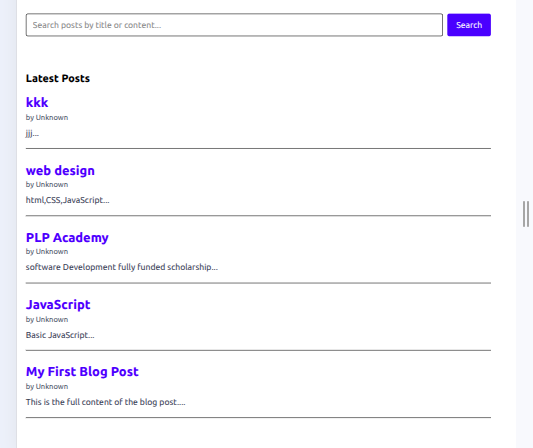 Search posts by title or content...
Search
Latest Posts
kkk
by Unknown
jjj...
web design
by Unknown
html,CSS,JavaScript...
PLP Academy
by Unknown
software Development fully funded scholarship...
JavaScript
by Unknown
Basic JavaScript...
My First Blog Post
by Unknown
This is the full content of the blog post....